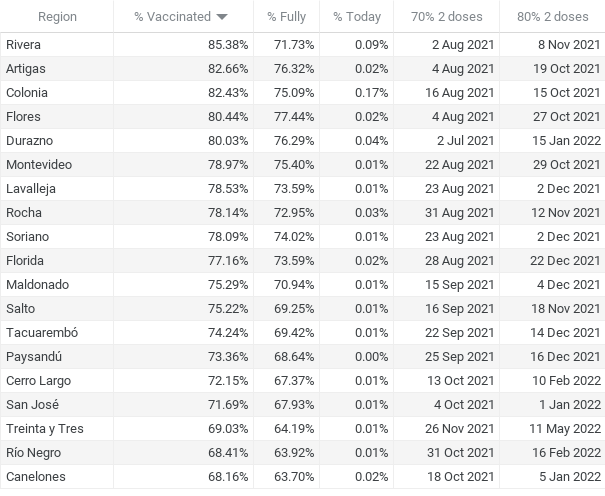 Region % Vaccinated % Fully % Today 70% 2 doses 80% 2 doses
Rivera 85.38% 71.73% 0.09% 2 Aug 2021 8 Nov 2021
Artigas 82.66% 76.32% 0.02% 4 Aug 2021 19 Oct 2021
Colonia 82.43% 75.09% 0.17% 16 Aug 2021 15 Oct 2021
Flores 80.44% 77.44% 0.02% 4 Aug 2021 27 Oct 2021
Durazno 80.03% 76.29% 0.04% 2 Jul 2021 15 Jan 2022
Montevideo 78.97% 75.40% 0.01% 22 Aug 2021 29 Oct 2021
Lavalleja 78.53% 73.59% 0.01% 23 Aug 2021 2 Dec 2021
Rocha 78.14% 72.95% 0.03% 31 Aug 2021 12 Nov 2021
Soriano 78.09% 74.02% 0.01% 23 Aug 2021 2 Dec 2021
Florida 77.16% 73.59% 0.02% 28 Aug 2021 22 Dec 2021
Maldonado 75.29% 70.94% 0.01% 15 Sep 2021 4 Dec 2021
Salto 75.22% 69.25% 0.01% 16 Sep 2021 18 Nov 2021
Tacuarembó 74.24% 69.42% 0.01% 22 Sep 2021 14 Dec 2021
Paysandú 73.36% 68.64% 0.00% 25 Sep 2021 16 Dec 2021
Cerro Largo 72.15% 67.37% 0.01% 13 Oct 2021 10 Feb 2022
San José 71.69% 67.93% 0.01% 4 Oct 2021 1 Jan 2022
Treinta y Tres 69.03% 64.19% 0.01% 26 Nov 2021 11 May 2022
Río Negro 68.41% 63.92% 0.01% 31 Oct 2021 16 Feb 2022
Canelones 68.16% 63.70% 0.02% 18 Oct 2021 5 Jan 2022